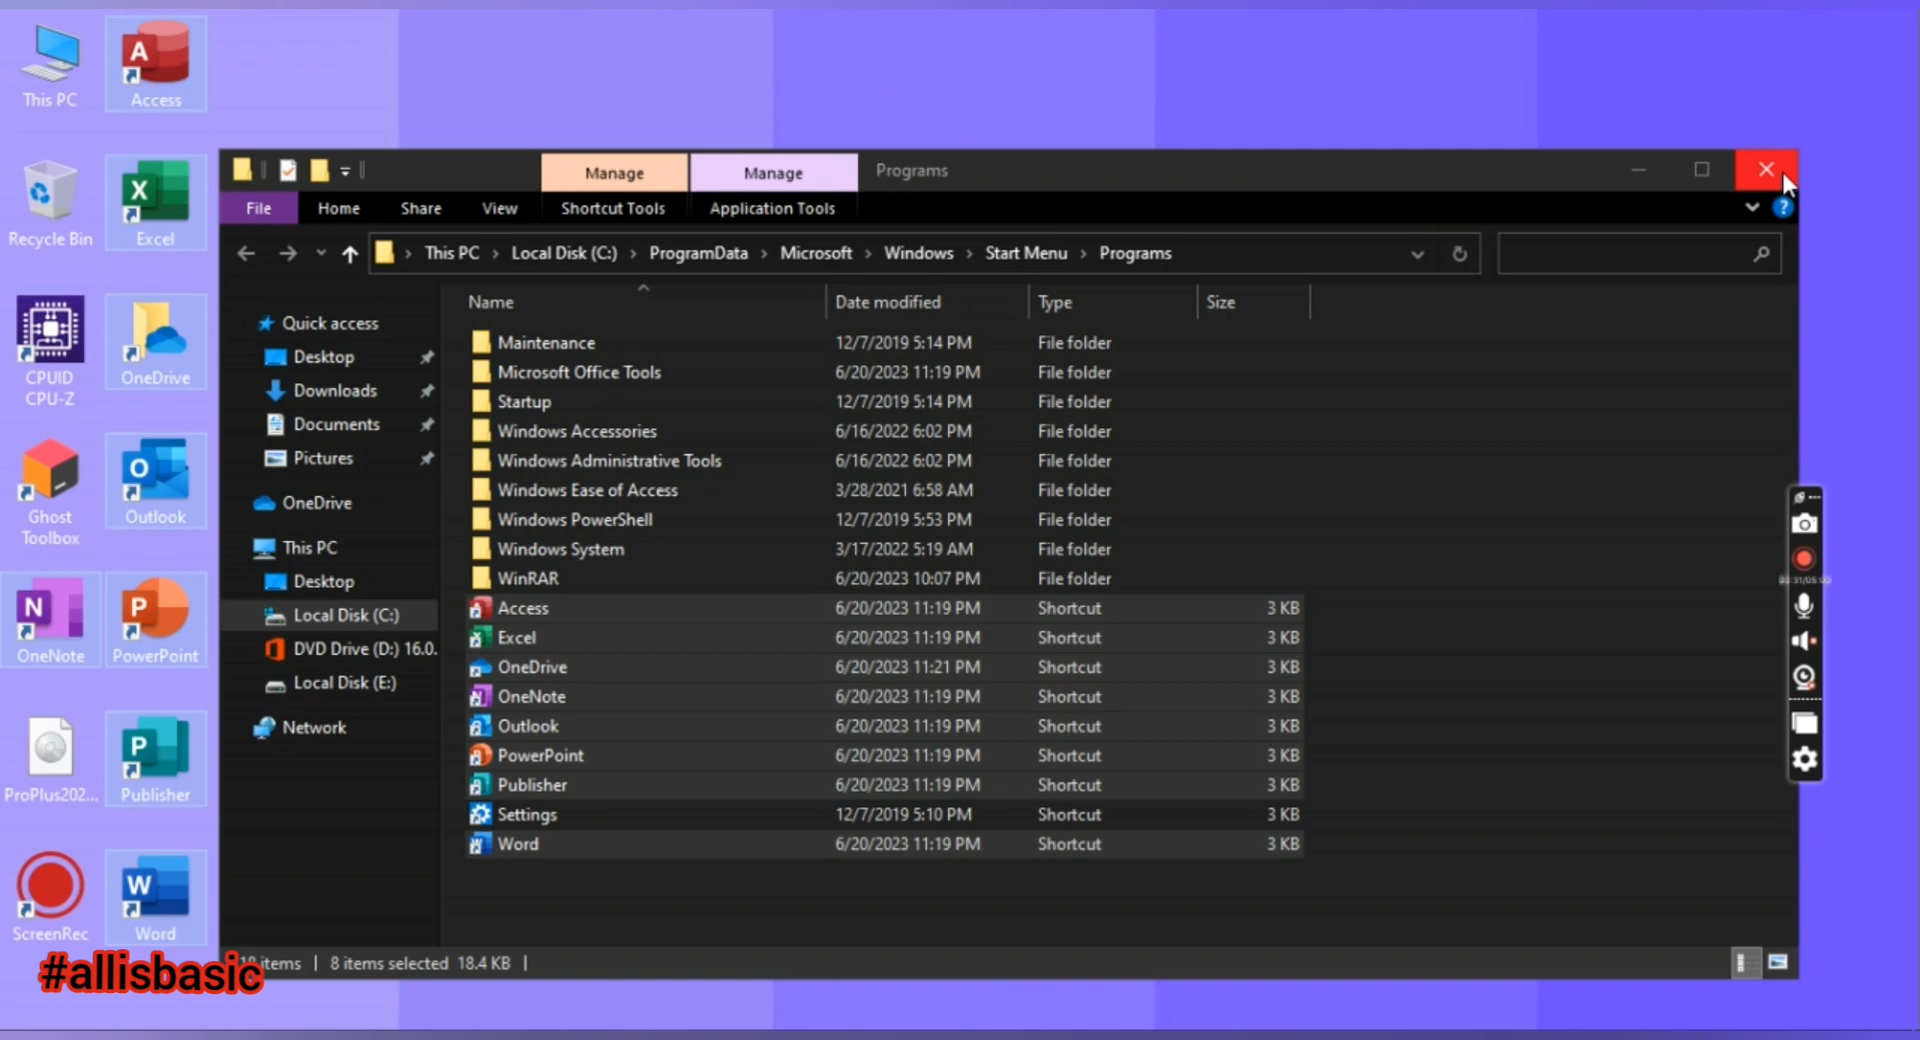 This PC
Access
Recycle Bin
Excel
CPUID
CPU-Z
OneDrive
Ghost
Toolbox
Outlook
OneNote
PowerPoint
ProPlus202...
Publisher
ScreenRec
Word
#allisbasic
Manage
Manage
Programs
File
Home
Share
View
Shortcut Tools
Application Tools
This PC > Local Disk (C:) > ProgramData > Microsoft > Windows > Start Menu > Programs
Quick access
Desktop
Downloads
Documents
Pictures
OneDrive
This PC
Desktop
Local Disk (C:)
DVD Drive (D:) 16.0.
Local Disk (E:)
Network
Name Date modified Type Size
Maintenance 12/7/2019 5:14 PM File folder
Microsoft Office Tools 6/20/2023 11:19 PM File folder
Startup 12/7/2019 5:14 PM File folder
Windows Accessories 6/16/2022 6:02 PM File folder
Windows Administrative Tools 6/16/2022 6:02 PM File folder
Windows Ease of Access 3/28/2021 6:58 AM File folder
Windows PowerShell 12/7/2019 5:53 PM File folder
Windows System 3/17/2022 5:19 AM File folder
WinRAR 6/20/2023 10:07 PM File folder
Access 6/20/2023 11:19 PM Shortcut 3 KB
Excel 6/20/2023 11:19 PM Shortcut 3 KB
OneDrive 6/20/2023 11:21 PM Shortcut 3 KB
OneNote 6/20/2023 11:19 PM Shortcut 3 KB
Outlook 6/20/2023 11:19 PM Shortcut 3 KB
PowerPoint 6/20/2023 11:19 PM Shortcut 3 KB
Publisher 6/20/2023 11:19 PM Shortcut 3 KB
Settings 12/7/2019 5:10 PM Shortcut 3 KB
Word 6/20/2023 11:19 PM Shortcut 3 KB
items | 8 items selected 18.4 KB |